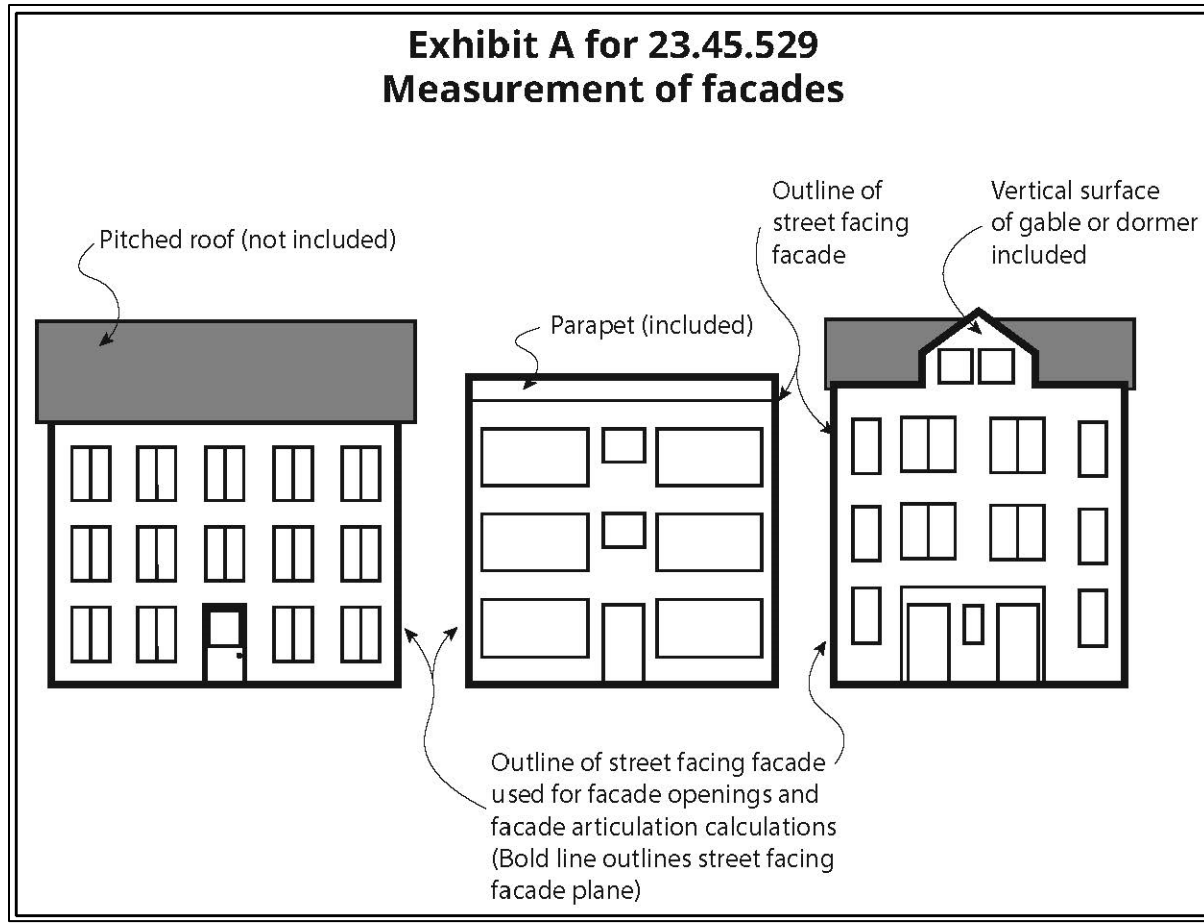 Exhibit A for 23.45.529
Measurement of facades
Pitched roof (not included)
Parapet (included)
Outline of
street facing
facade
Vertical surface
of gable or dormer
included
Outline of street facing facade
used for facade openings and
facade articulation calculations
(Bold line outlines street facing
facade plane)